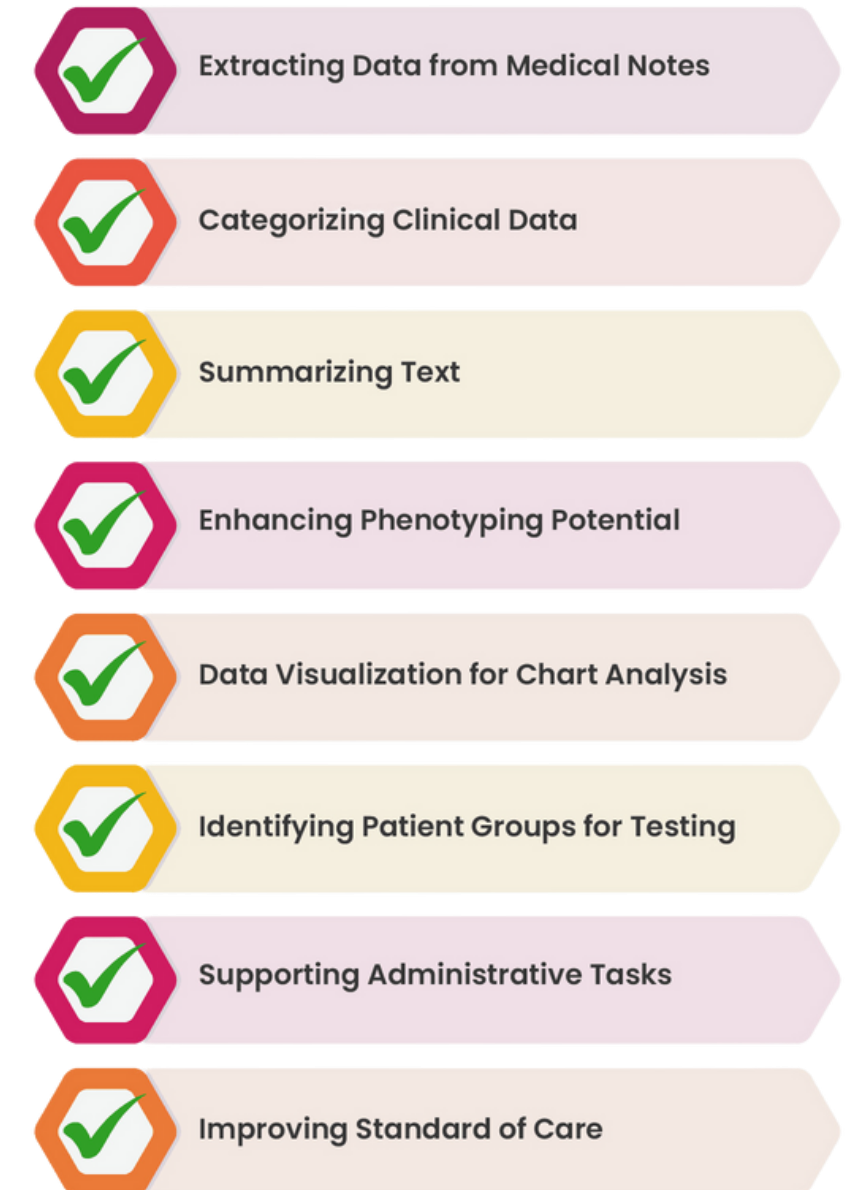 Extracting Data from Medical Notes
Categorizing Clinical Data
Summarizing Text
Enhancing Phenotyping Potential
Data Visualization for Chart Analysis
Identifying Patient Groups for Testing
Supporting Administrative Tasks
Improving Standard of Care